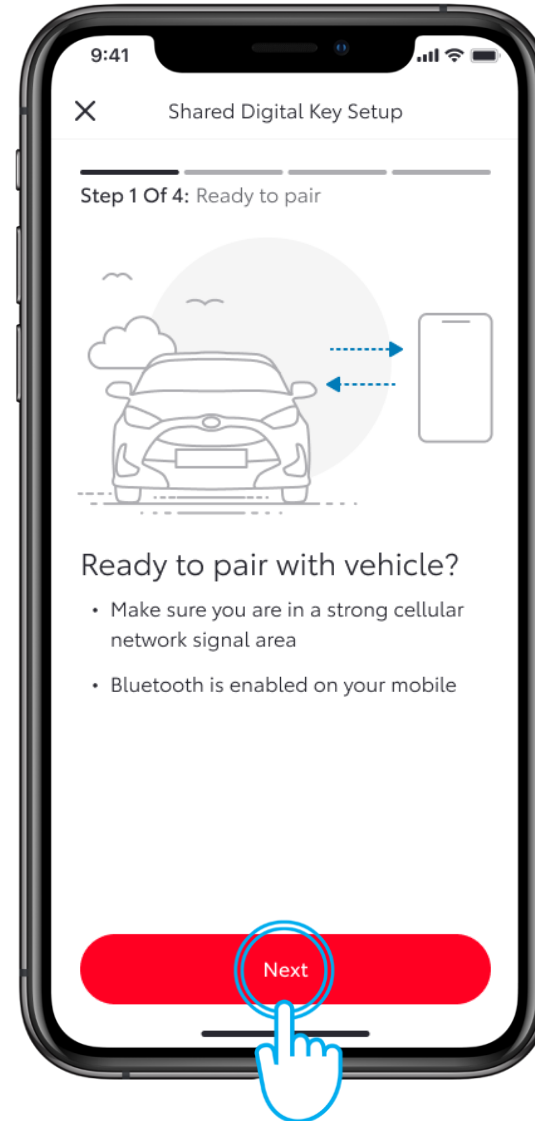 9:41
Shared Digital Key Setup
Step 1 Of 4: Ready to pair
Ready to pair with vehicle?
• Make sure you are in a strong cellular
network signal area
• Bluetooth is enabled on your mobile
Next